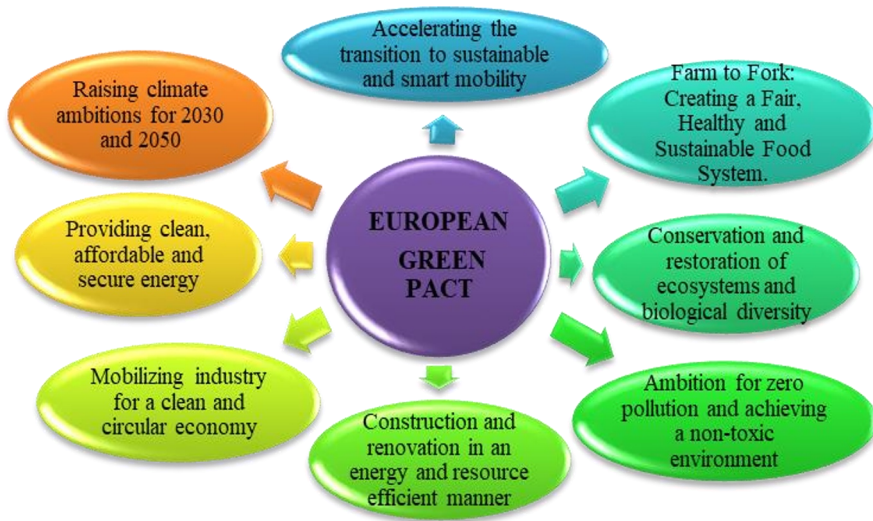 Accelerating the
transition to sustainable
and smart mobility
Raising climate
ambitions for 2030
and 2050
Farm to Fork:
Creating a Fair,
Healthy and
Sustainable Food
System.
EUROPEAN
GREEN
PACT
Providing clean,
affordable and
secure energy
Conservation and
restoration of
ecosystems and
biological diversity
Mobilizing industry
for a clean and
circular economy
Construction and
renovation in an
energy and resource
efficient manner
Ambition for zero
pollution and achieving
a non-toxic
environment